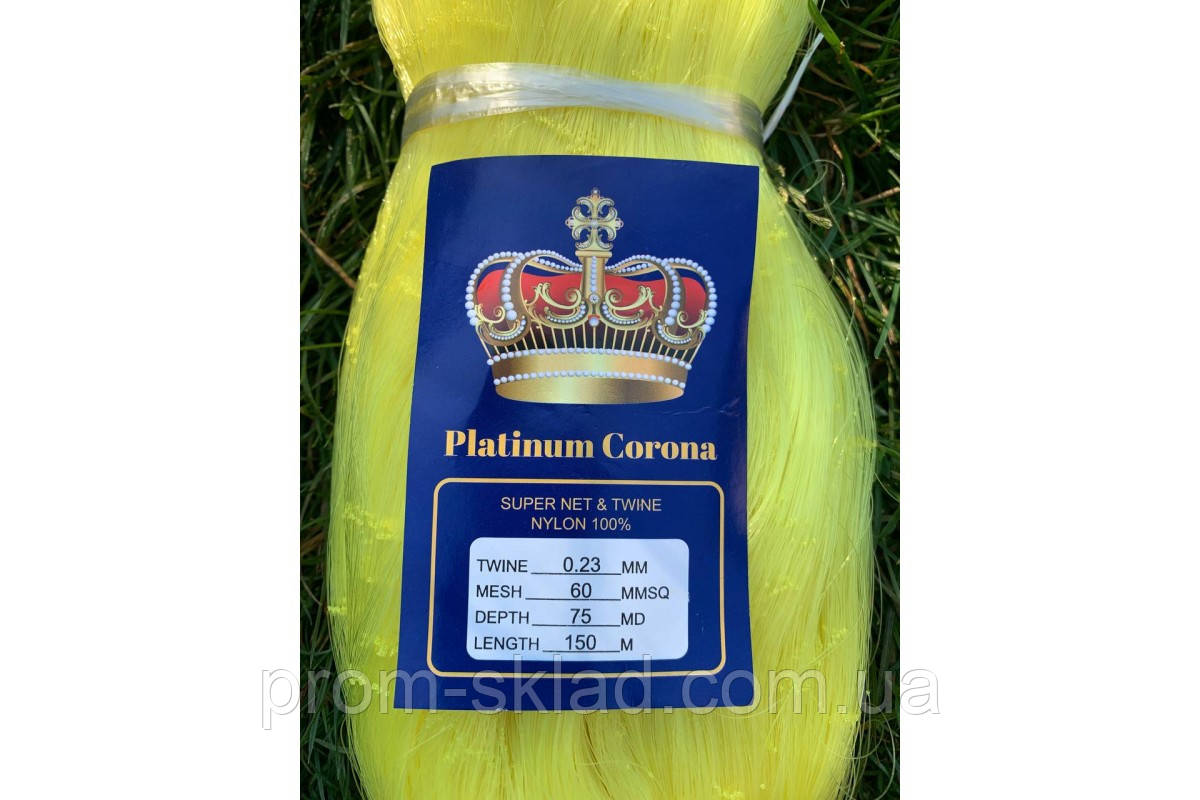 Platinum Corona
SUPER NET & TWINE
NYLON 100%
TWINE 0.23 MM
MESH 60 MMSQ
DEPTH 75 MD
LENGTH 150 M
prom-sklad.com.ua